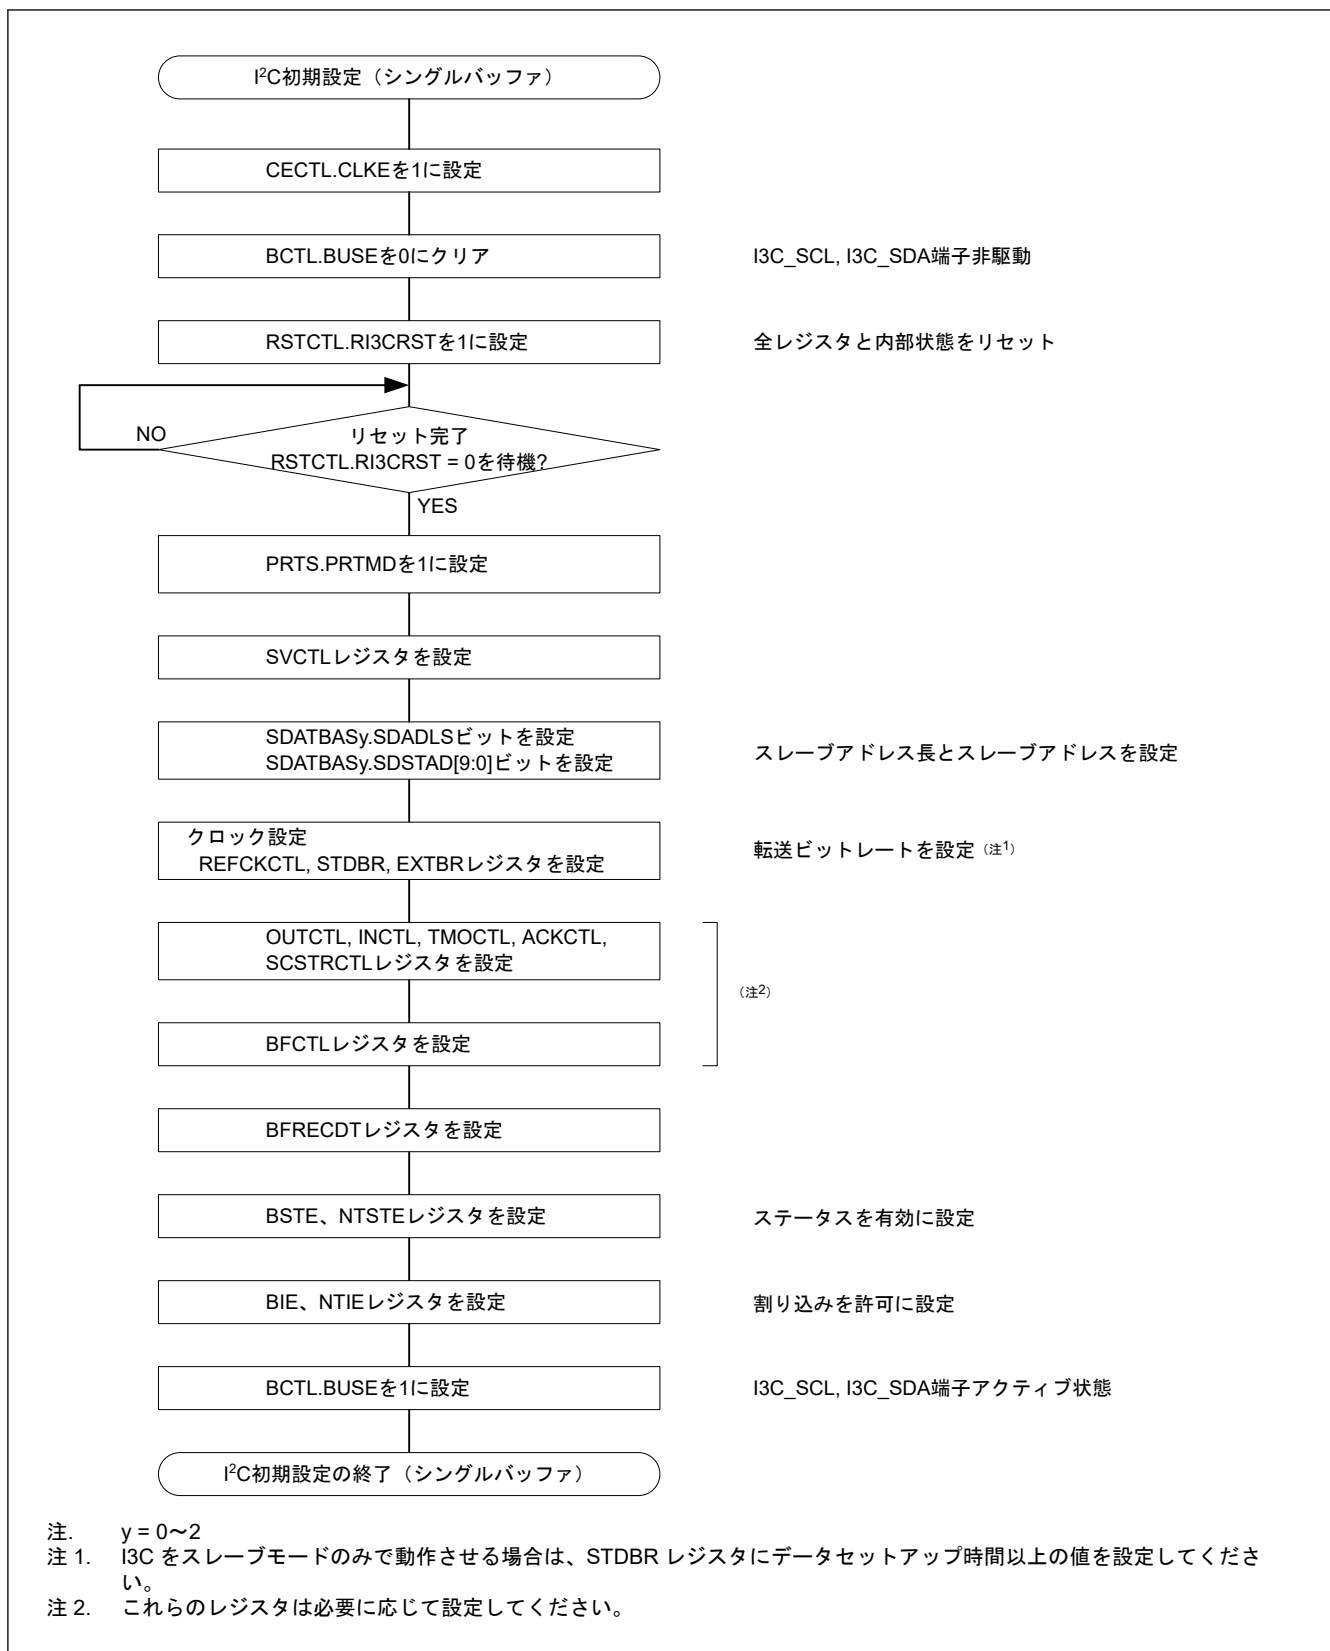 I²C初期設定（シングルバッファ）
CECTL.CLKEを1に設定
BCTL.BUSEを0にクリア
I3C_SCL, I3C_SDA端子非駆動
RSTCTL.RI3CRSTを1に設定
全レジスタと内部状態をリセット
NO
リセット完了
RSTCTL.RI3CRST = 0を待機?
YES
PRTS.PRTMDを1に設定
SVCTLレジスタを設定
SDATBASy.SDADLSビットを設定
SDATBASy.SDSTAD[9:0]ビットを設定
スレーブアドレス長とスレーブアドレスを設定
クロック設定
REFCKCTL, STDBR, EXTBRレジスタを設定
転送ビットレートを設定（注1）
OUTCTL, INCTL, TMOCTL, ACKCTL,
SCSTRCTLレジスタを設定
（注2）
BFCTLレジスタを設定
BFRECDTレジスタを設定
BSTE、NTSTEレジスタを設定
ステータスを有効に設定
BIE、NTIEレジスタを設定
割り込みを許可に設定
BCTL.BUSEを1に設定
I3C_SCL, I3C_SDA端子アクティブ状態
I²C初期設定の終了（シングルバッファ）
注. y = 0～2
注 1. I3C をスレーブモードのみで動作させる場合は、STDBR レジスタにデータセットアップ時間以上の値を設定してくださ
い。
注 2. これらのレジスタは必要に応じて設定してください。